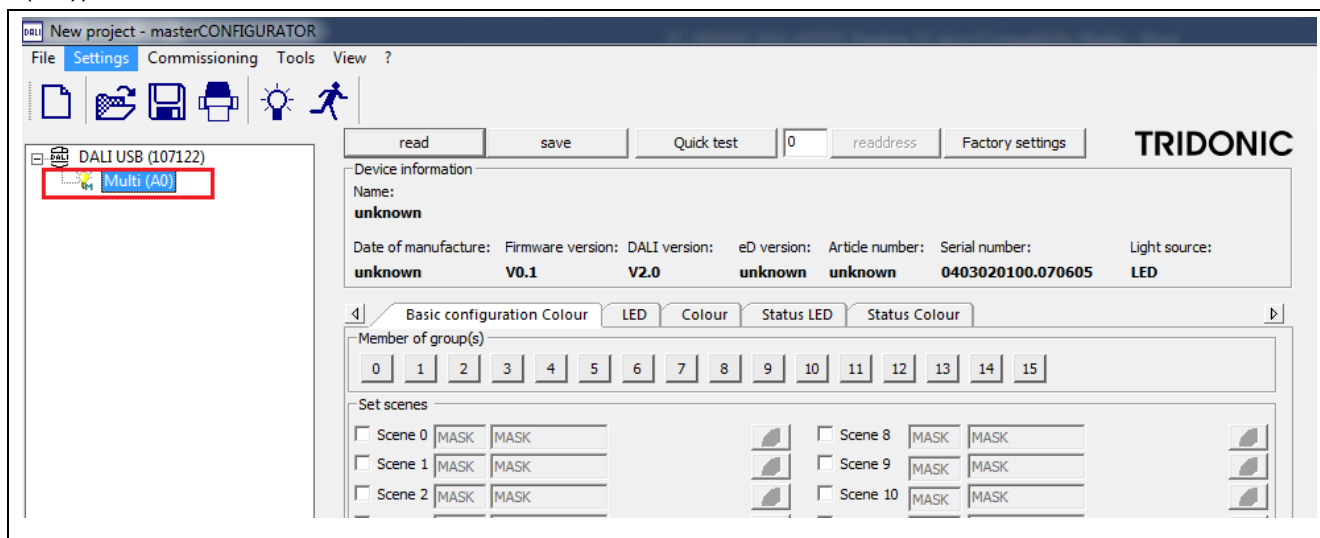 New project - masterCONFIGURATOR
File Settings Commissioning Tools View ?
read save Quick test 0 readdress Factory settings TRIDONIC
DALI USB (107122)
Multi (A0)
Device information
Name:
unknown
Date of manufacture: Firmware version: DALI version: eD version: Article number: Serial number: Light source:
unknown V0.1 V2.0 unknown unknown 0403020100.070605 LED
Basic configuration Colour LED Colour Status LED Status Colour
Member of group(s)
0 1 2 3 4 5 6 7 8 9 10 11 12 13 14 15
Set scenes
Scene 0 MASK MASK Scene 8 MASK MASK
Scene 1 MASK MASK Scene 9 MASK MASK
Scene 2 MASK MASK Scene 10 MASK MASK